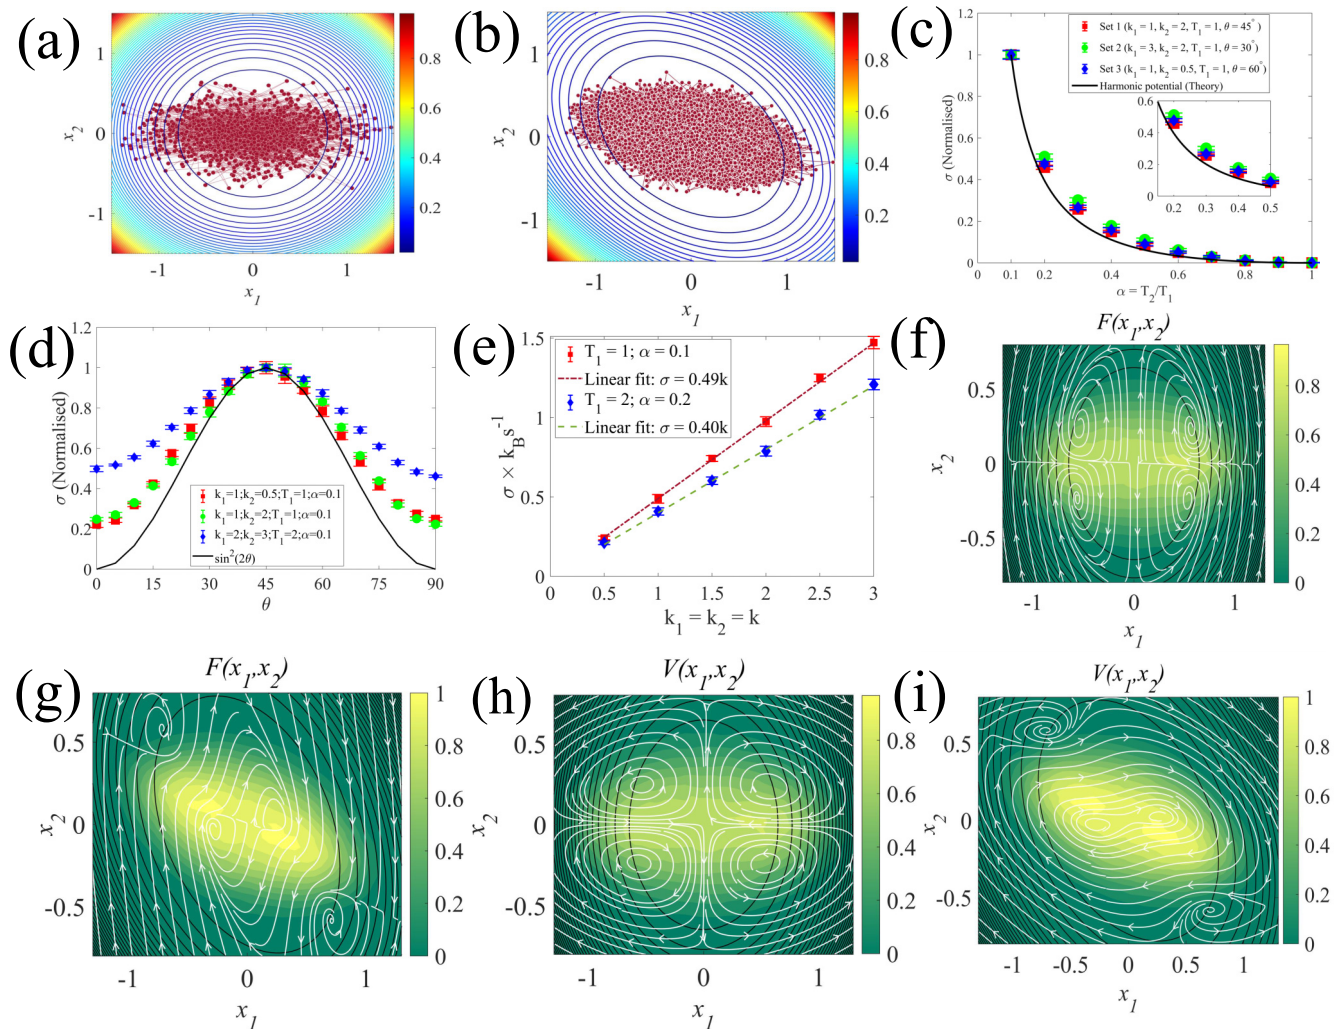 (a)
x₂
1
0
-1
-1
0
1
x₁
0.8
0.6
0.4
0.2
(b)
x₂
1
0
-1
-1
0
1
x₁
0.8
0.6
0.4
0.2
(c)
σ (Normalised)
1.2
1
0.8
0.6
0.4
0.2
0
0
0.1
0.2
0.4
0.6
0.8
1
α = T₂/T₁
Set 1 (k₁ = 1, k₂ = 2, T₁ = 1, θ = 45°)
Set 2 (k₁ = 3, k₂ = 2, T₁ = 1, θ = 30°)
Set 3 (k₁ = 1, k₂ = 0.5, T₁ = 1, θ = 60°)
Harmonic potential (Theory)
0.6
0.4
0.2
0
0.2
0.3
0.4
0.5
(d)
σ (Normalised)
1.2
1
0.8
0.6
0.4
0.2
0
0
15
30
45
60
75
90
θ
k₁=1;k₂=0.5;T₁=1;α=0.1
k₁=1;k₂=2;T₁=1;α=0.1
k₁=2;k₂=3;T₁=2;α=0.1
sin²(2θ)
(e)
σ × k_B s⁻¹
1.5
1
0.5
0
0.5
1
1.5
2
2.5
3
k₁ = k₂ = k
T₁ = 1; α = 0.1
Linear fit: σ = 0.49k
T₁ = 2; α = 0.2
Linear fit: σ = 0.40k
(f)
F(x₁,x₂)
x₂
0.5
0
-0.5
-1
0
1
x₁
0.8
0.6
0.4
0.2
0
(g)
F(x₁,x₂)
x₂
0.5
0
-0.5
-1
0
1
x₁
1
0.8
0.6
0.4
0.2
0
(h)
V(x₁,x₂)
x₂
0.5
0
-0.5
-1
0
1
x₁
0.8
0.6
0.4
0.2
0
(i)
V(x₁,x₂)
x₂
0.5
0
-0.5
-1
-0.5
0
0.5
1
x₁
1
0.8
0.6
0.4
0.2
0